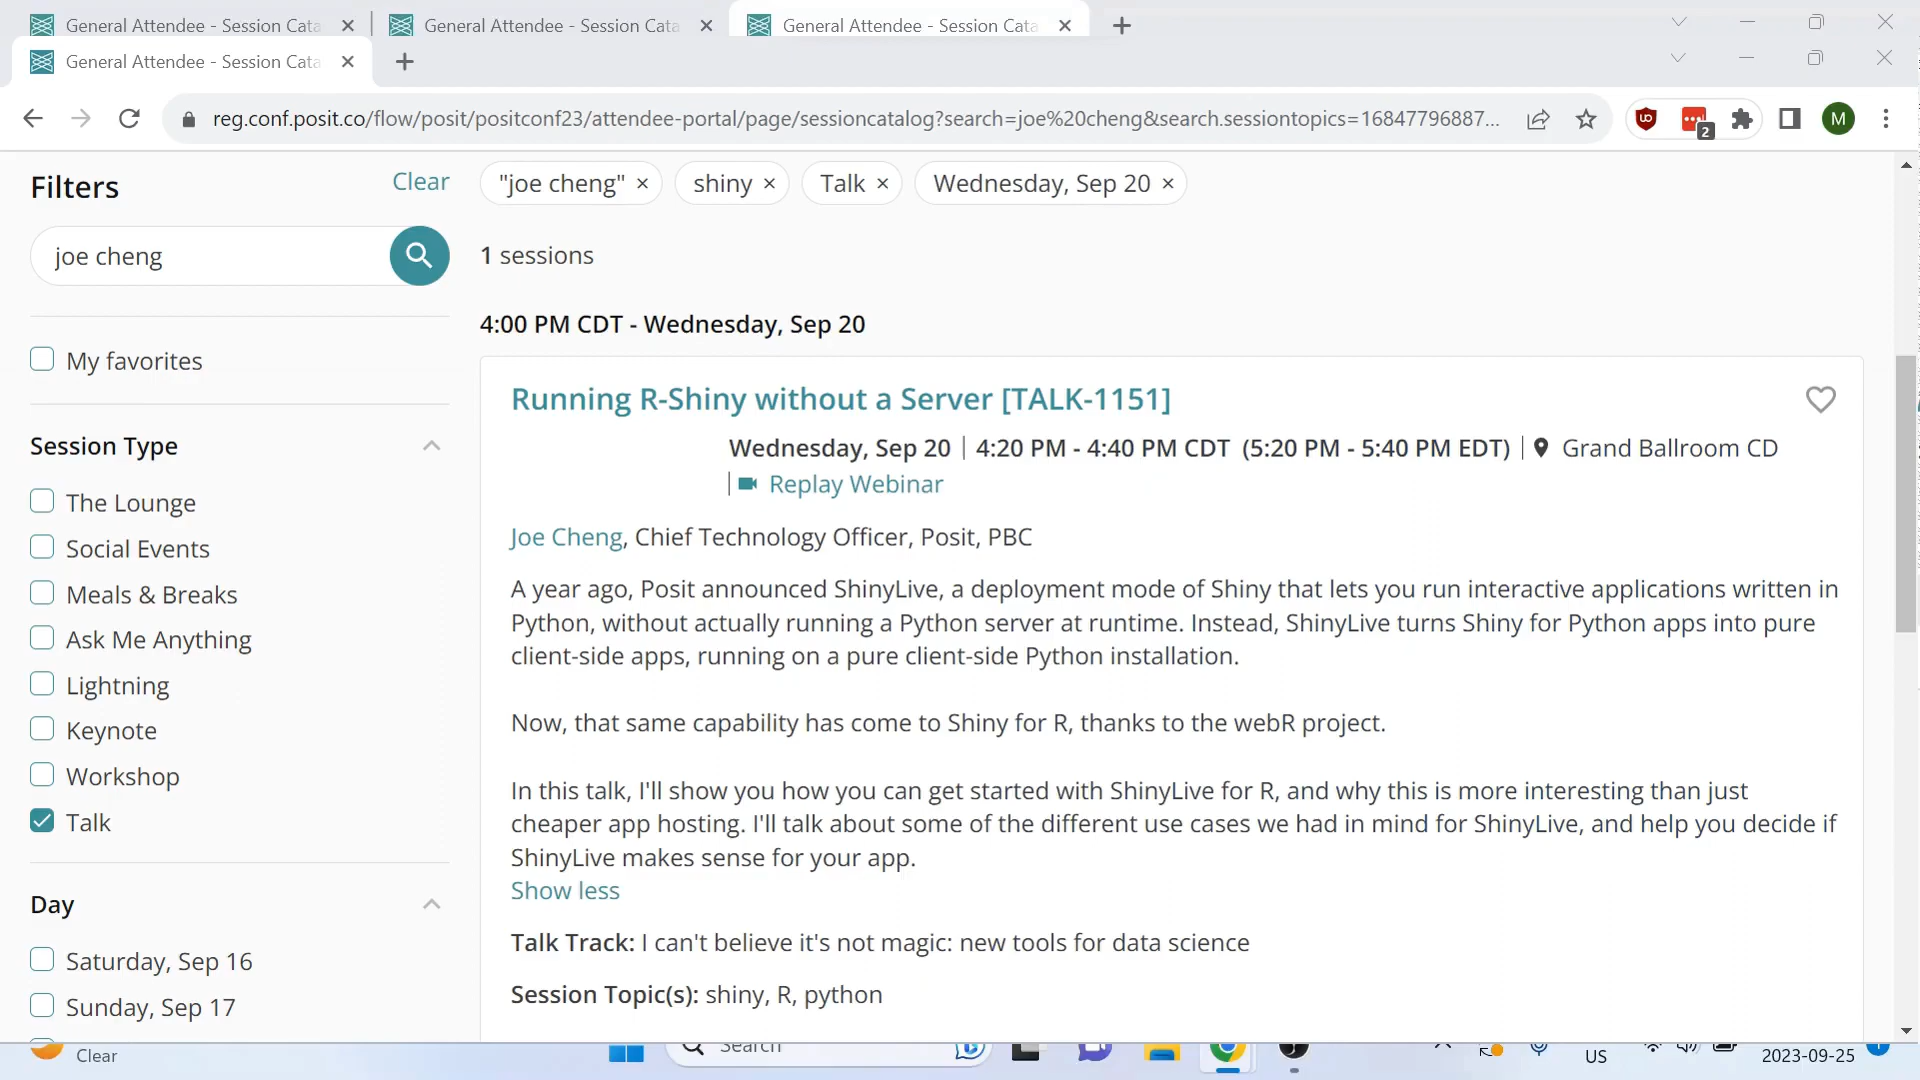 General Attendee - Session Cata
General Attendee - Session Cata
General Attendee - Session Cata
General Attendee - Session Cata
reg.conf.posit.co/flow/posit/positconf23/attendee-portal/page/sessioncatalog?search=joe%20cheng&search.sessiontopics=16847796887...
2
M
Filters
Clear
"joe cheng"
shiny
Talk
Wednesday, Sep 20
joe cheng
1 sessions
4:00 PM CDT - Wednesday, Sep 20
My favorites
Session Type
The Lounge
Social Events
Meals & Breaks
Ask Me Anything
Lightning
Keynote
Workshop
Talk
Day
Saturday, Sep 16
Sunday, Sep 17
Running R-Shiny without a Server [TALK-1151]
Wednesday, Sep 20 | 4:20 PM - 4:40 PM CDT (5:20 PM - 5:40 PM EDT) | Grand Ballroom CD
| Replay Webinar
Joe Cheng, Chief Technology Officer, Posit, PBC
A year ago, Posit announced ShinyLive, a deployment mode of Shiny that lets you run interactive applications written in
Python, without actually running a Python server at runtime. Instead, ShinyLive turns Shiny for Python apps into pure
client-side apps, running on a pure client-side Python installation.
Now, that same capability has come to Shiny for R, thanks to the webR project.
In this talk, I'll show you how you can get started with ShinyLive for R, and why this is more interesting than just
cheaper app hosting. I'll talk about some of the different use cases we had in mind for ShinyLive, and help you decide if
ShinyLive makes sense for your app.
Show less
Talk Track: I can't believe it's not magic: new tools for data science
Session Topic(s): shiny, R, python
Clear
Search
US
2023-09-25